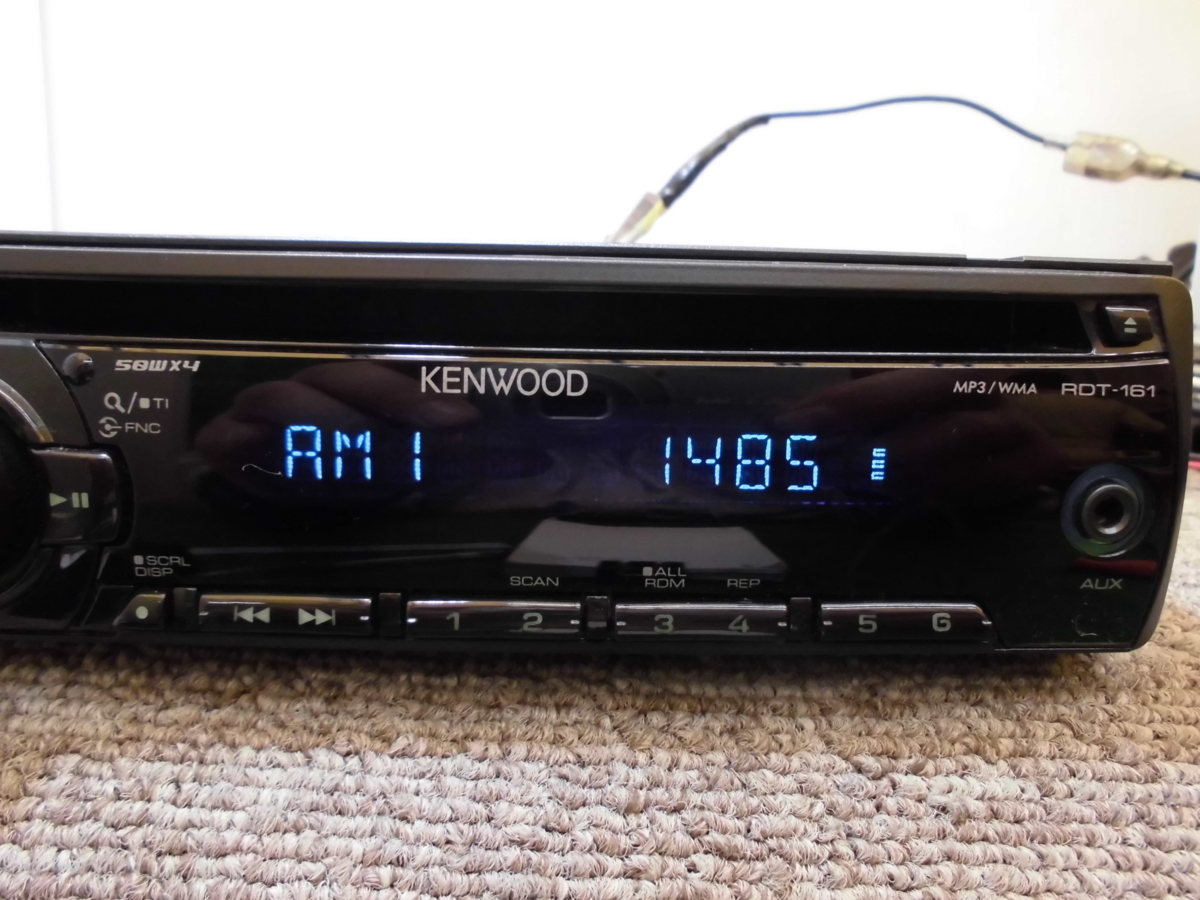 50WX4
KENWOOD
MP3/WMA RDT-161
/ TI
FNC
AM 1 1485
SCRL
DISP
SCAN
ALL
RDM
REP
AUX
1 2 3 4 5 6